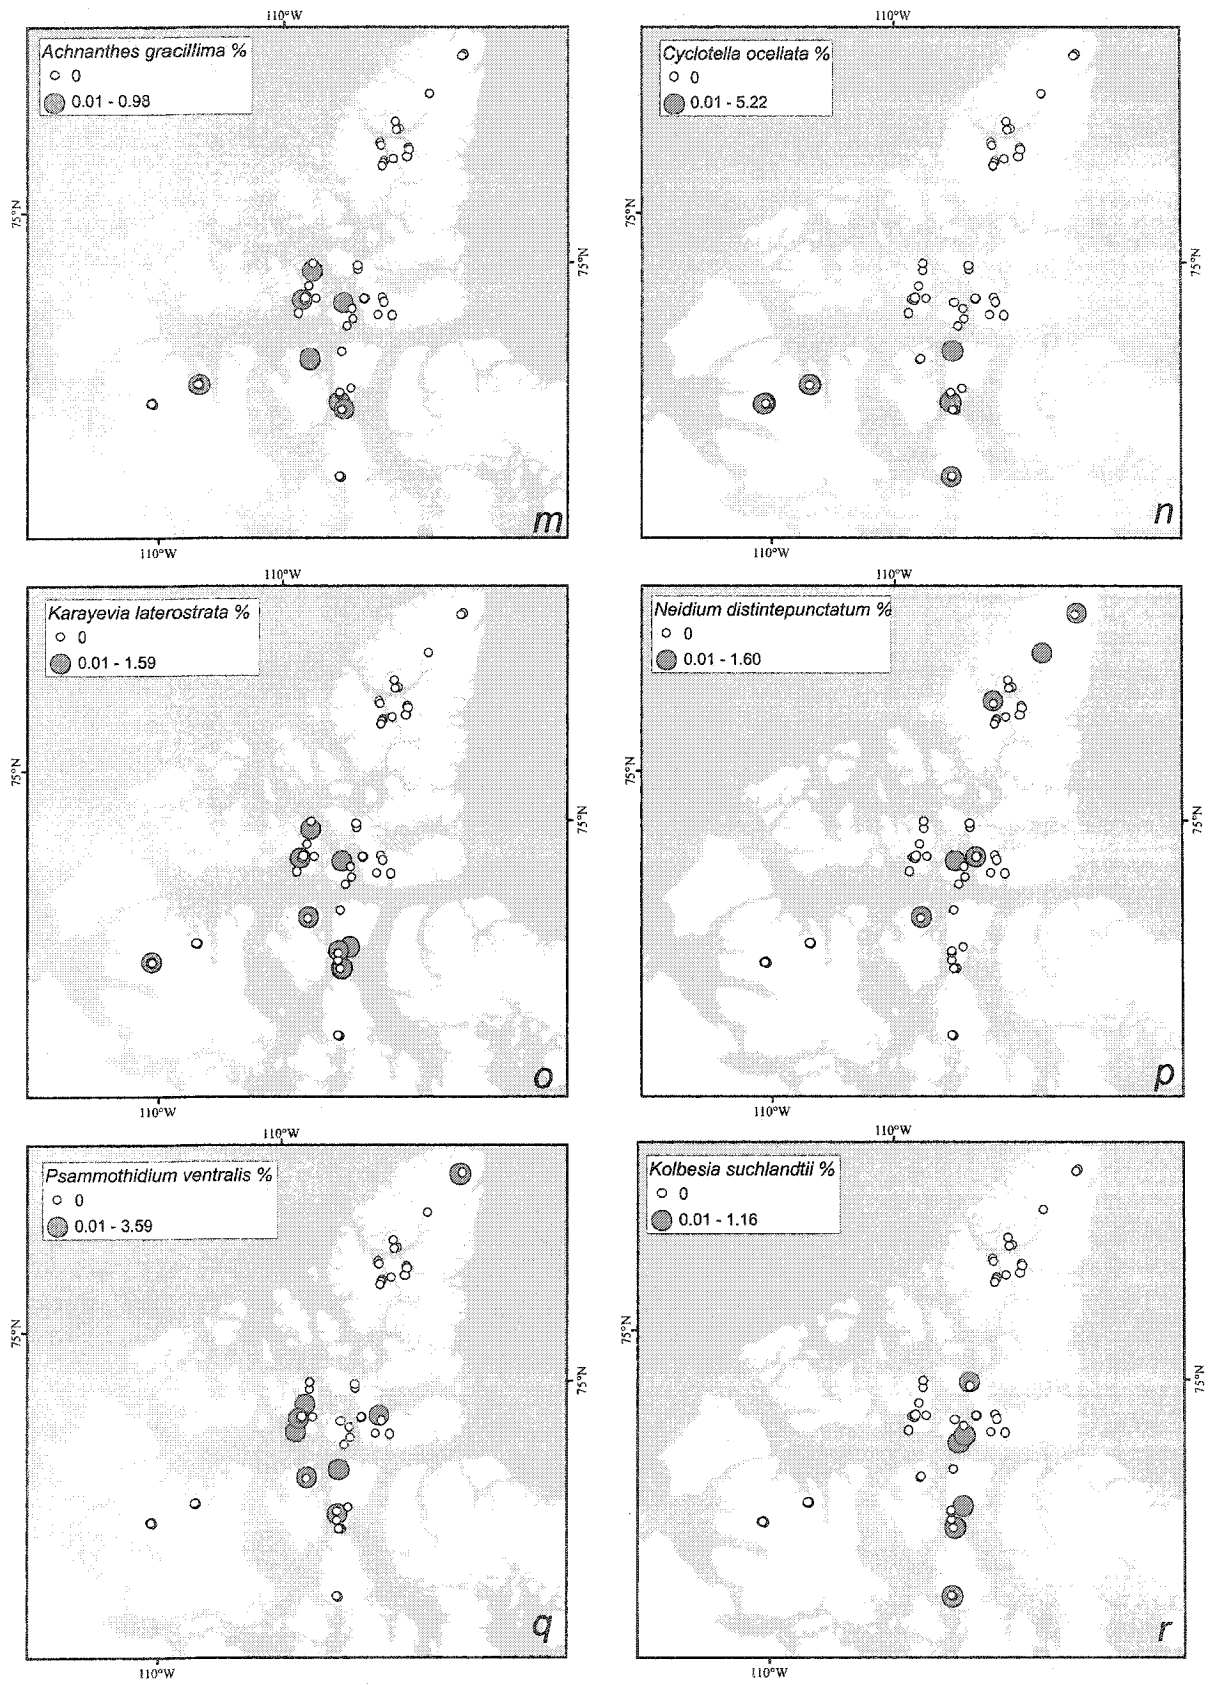 110°W
110°W
Achnanthes gracillima %
0
0.01 - 0.98
75°N
75°N
m
110°W
Cyclotella ocellata %
0
0.01 - 5.22
75°N
75°N
n
110°W
110°W
110°W
Karayevia laterostrata %
0
0.01 - 1.59
75°N
75°N
o
110°W
Neidium distintepunctatum %
0
0.01 - 1.60
75°N
75°N
p
110°W
110°W
110°W
Psammothidium ventralis %
0
0.01 - 3.59
75°N
75°N
q
110°W
Kolbesia suchlandtii %
0
0.01 - 1.16
75°N
75°N
r
110°W